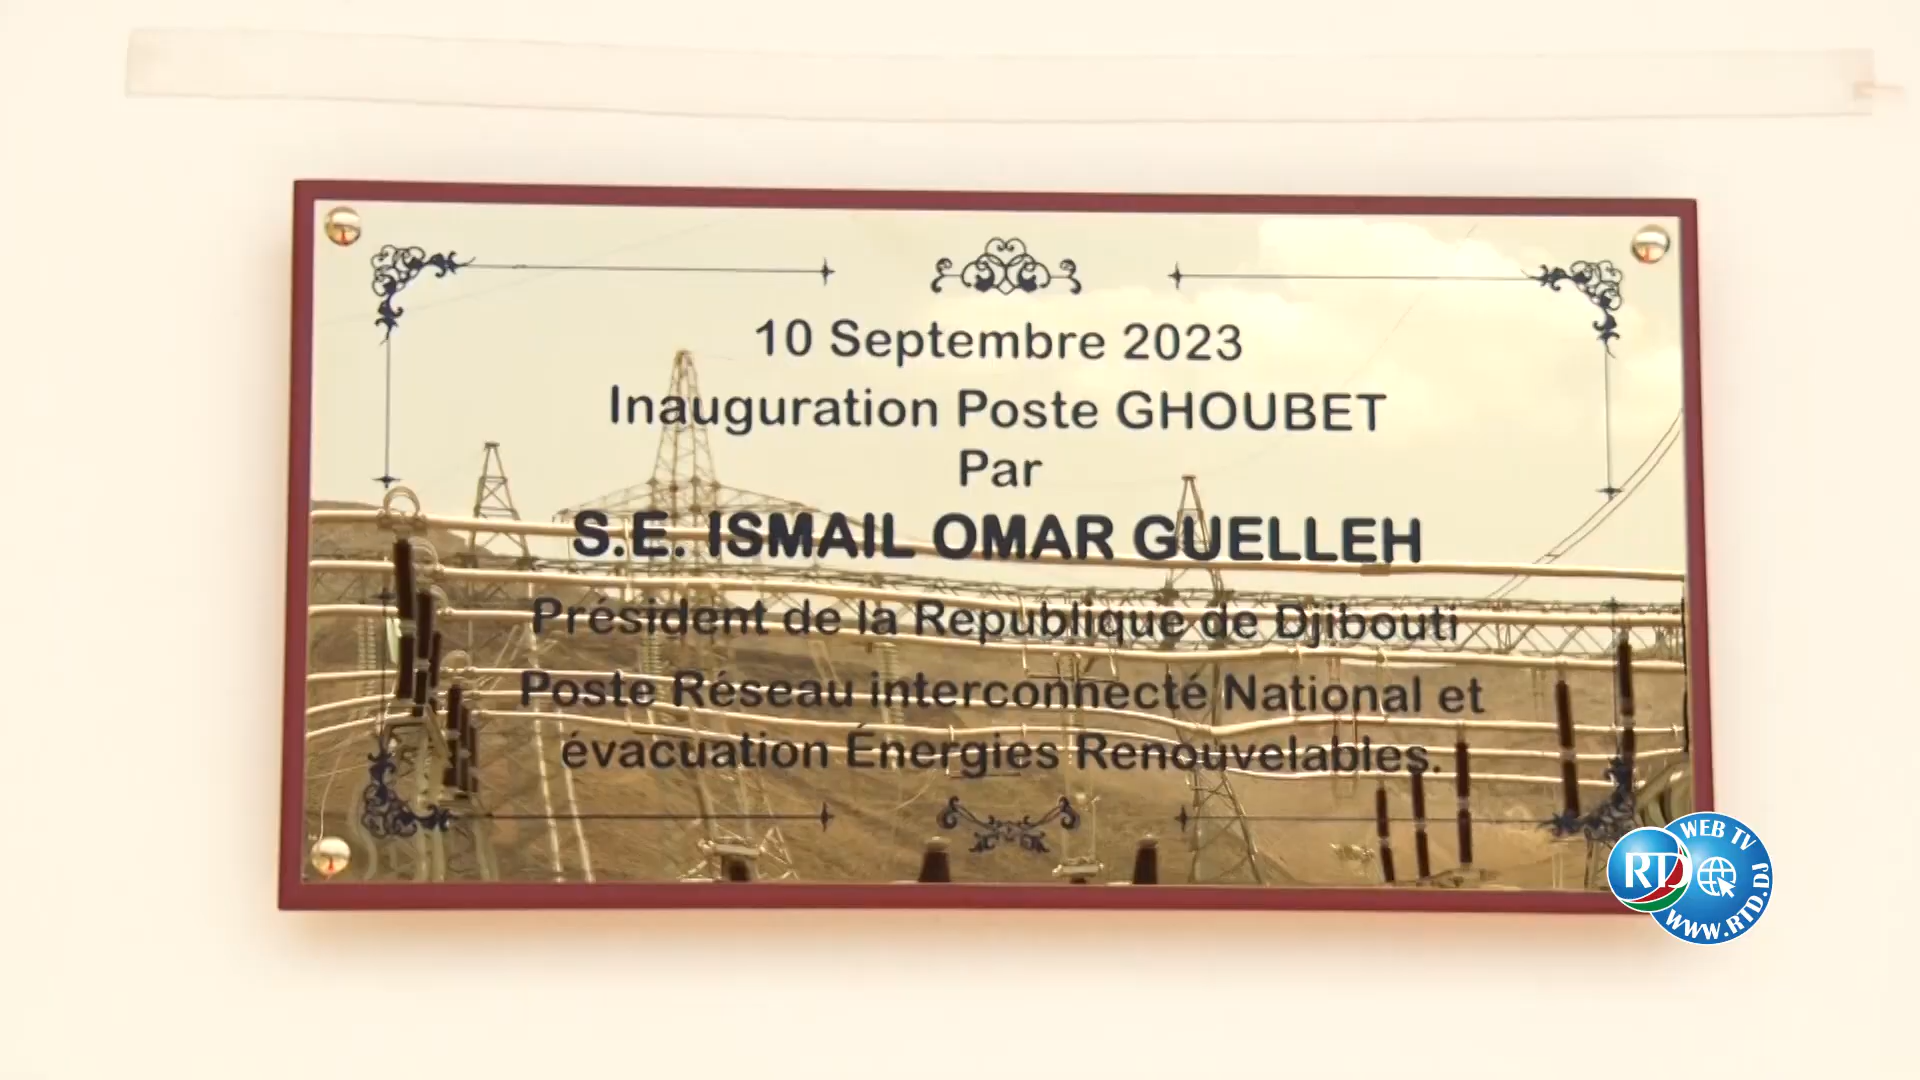 10 Septembre 2023
Inauguration Poste GHOUBET
Par
S.E. ISMAIL OMAR GUELLEH
Président de la Republique de Djibouti
Poste Réseau interconnecté National et
évacuation Énergies Renouvelables.
WEB TV
RTD
WWW.RTD.DJ